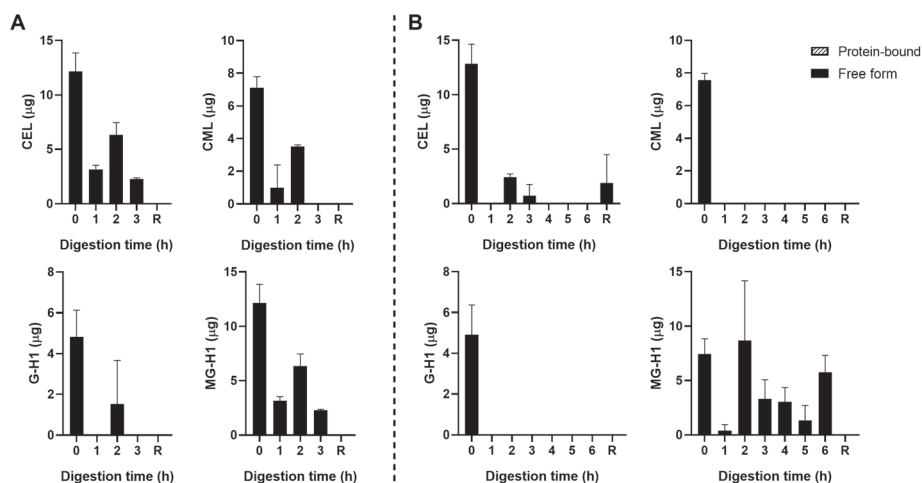 A
CEL (µg)
15
10
5
0
0 1 2 3 R
Digestion time (h)
CML (µg)
10
8
6
4
2
0
0 1 2 3 R
Digestion time (h)
G-H1 (µg)
8
6
4
2
0
0 1 2 3 R
Digestion time (h)
MG-H1 (µg)
15
10
5
0
0 1 2 3 R
Digestion time (h)
B
CEL (µg)
15
10
5
0
0 1 2 3 4 5 6 R
Digestion time (h)
CML (µg)
10
8
6
4
2
0
0 1 2 3 4 5 6 R
Digestion time (h)
Protein-bound
Free form
G-H1 (µg)
8
6
4
2
0
0 1 2 3 4 5 6 R
Digestion time (h)
MG-H1 (µg)
15
10
5
0
0 1 2 3 4 5 6 R
Digestion time (h)